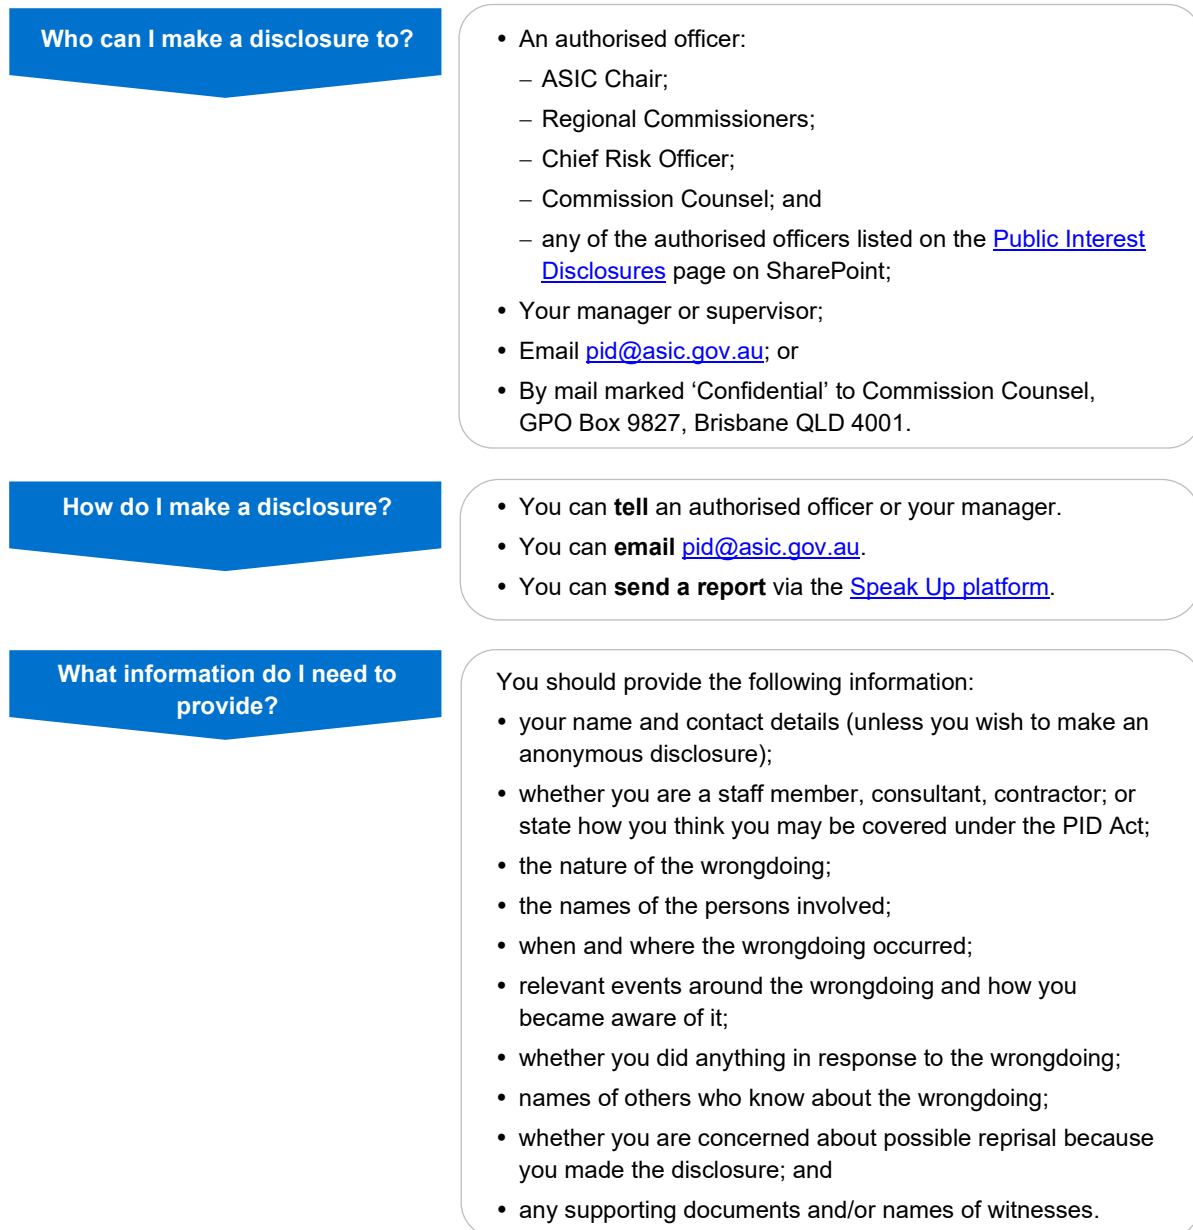 Who can I make a disclosure to?
• An authorised officer:
– ASIC Chair;
– Regional Commissioners;
– Chief Risk Officer;
– Commission Counsel; and
– any of the authorised officers listed on the Public Interest
Disclosures page on SharePoint;
• Your manager or supervisor;
• Email pid@asic.gov.au; or
• By mail marked ‘Confidential’ to Commission Counsel,
GPO Box 9827, Brisbane QLD 4001.
How do I make a disclosure?
• You can tell an authorised officer or your manager.
• You can email pid@asic.gov.au.
• You can send a report via the Speak Up platform.
What information do I need to
provide?
You should provide the following information:
• your name and contact details (unless you wish to make an
anonymous disclosure);
• whether you are a staff member, consultant, contractor; or
state how you think you may be covered under the PID Act;
• the nature of the wrongdoing;
• the names of the persons involved;
• when and where the wrongdoing occurred;
• relevant events around the wrongdoing and how you
became aware of it;
• whether you did anything in response to the wrongdoing;
• names of others who know about the wrongdoing;
• whether you are concerned about possible reprisal because
you made the disclosure; and
• any supporting documents and/or names of witnesses.